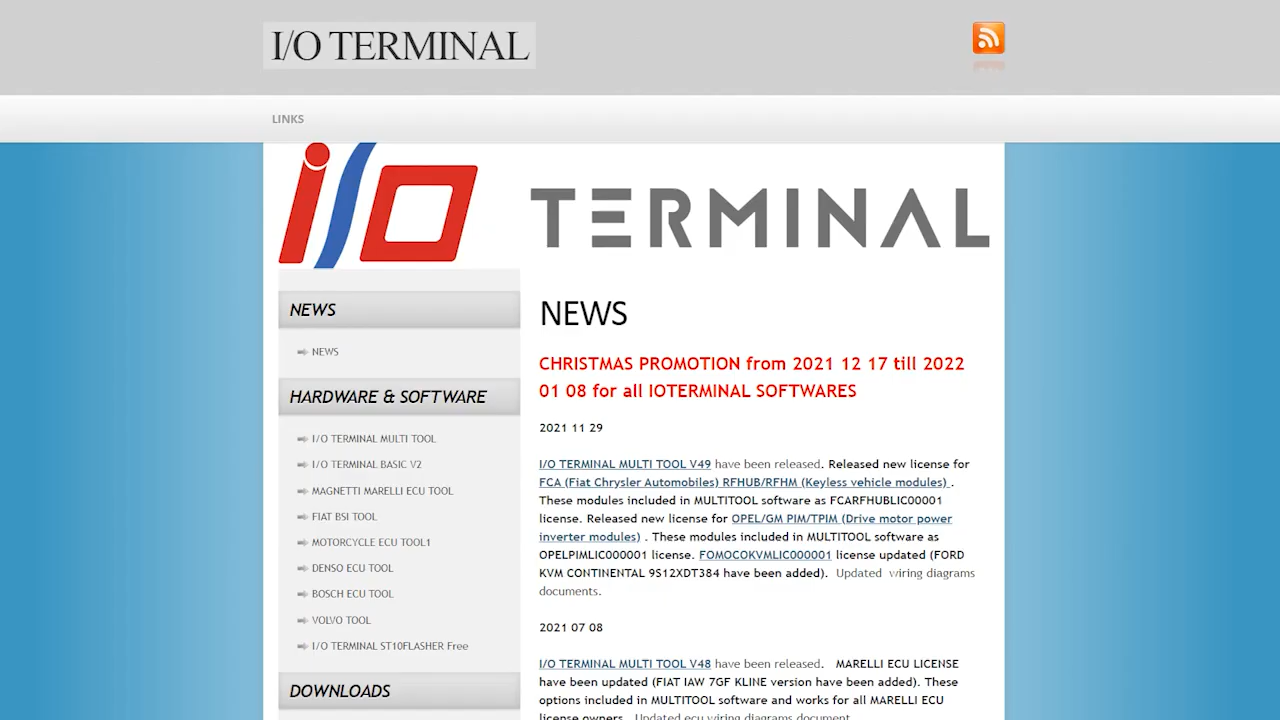 I/O TERMINAL
LINKS
i/o TERMINAL
NEWS
NEWS
HARDWARE & SOFTWARE
I/O TERMINAL MULTI TOOL
I/O TERMINAL BASIC V2
MAGNETTI MARELLI ECU TOOL
FIAT BSI TOOL
MOTORCYCLE ECU TOOL1
DENSO ECU TOOL
BOSCH ECU TOOL
VOLVO TOOL
I/O TERMINAL ST10FLASHER Free
DOWNLOADS
NEWS
CHRISTMAS PROMOTION from 2021 12 17 till 2022
01 08 for all IOTERMINAL SOFTWARES
2021 11 29
I/O TERMINAL MULTI TOOL V49 have been released. Released new license for
FCA (Fiat Chrysler Automobiles) RFHUB/RFHM (Keyless vehicle modules) .
These modules included in MULTITOOL software as FCARFHUBLIC00001
license. Released new license for OPEL/GM PIM/TPIM (Drive motor power
inverter modules) . These modules included in MULTITOOL software as
OPELPIMLIC000001 license. FOMOCOKVMLIC000001 license updated (FORD
KVM CONTINENTAL 9S12XDT384 have been added). Updated wiring diagrams
documents.
2021 07 08
I/O TERMINAL MULTI TOOL V48 have been released. MARELLI ECU LICENSE
have been updated (FIAT IAW 7GF KLINE version have been added). These
options included in MULTITOOL software and works for all MARELLI ECU
license owners. Updated ecu wiring diagrams document.